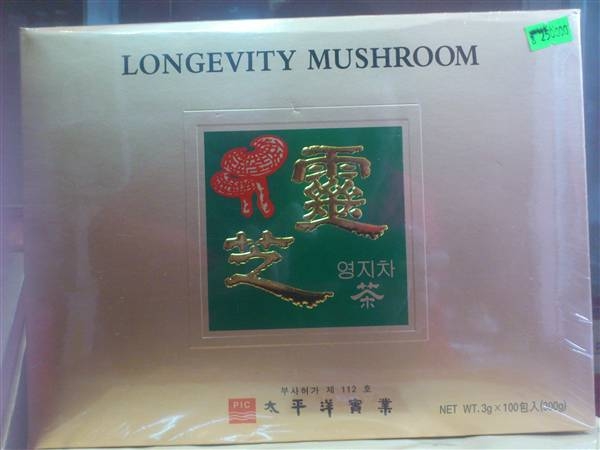 LONGEVITY MUSHROOM
250000
靈
芝
영지차
茶
부사허가 제 112 호
PIC 太平洋實業
NET WT. 3g×100包入(300g)